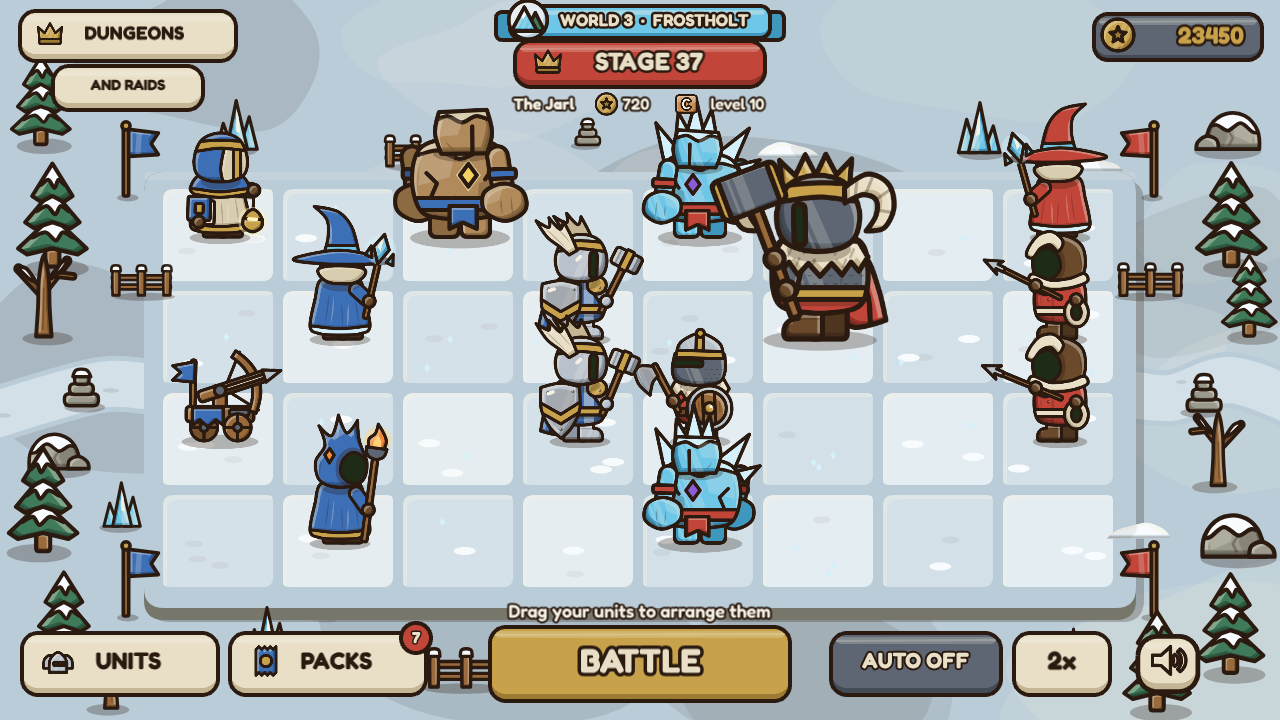 DUNGEONS
AND RAIDS
WORLD 3 • FROSTHOLT
STAGE 37
The Jarl 720 C level 10
23450
Drag your units to arrange them
UNITS
PACKS
7
BATTLE
AUTO OFF
2x